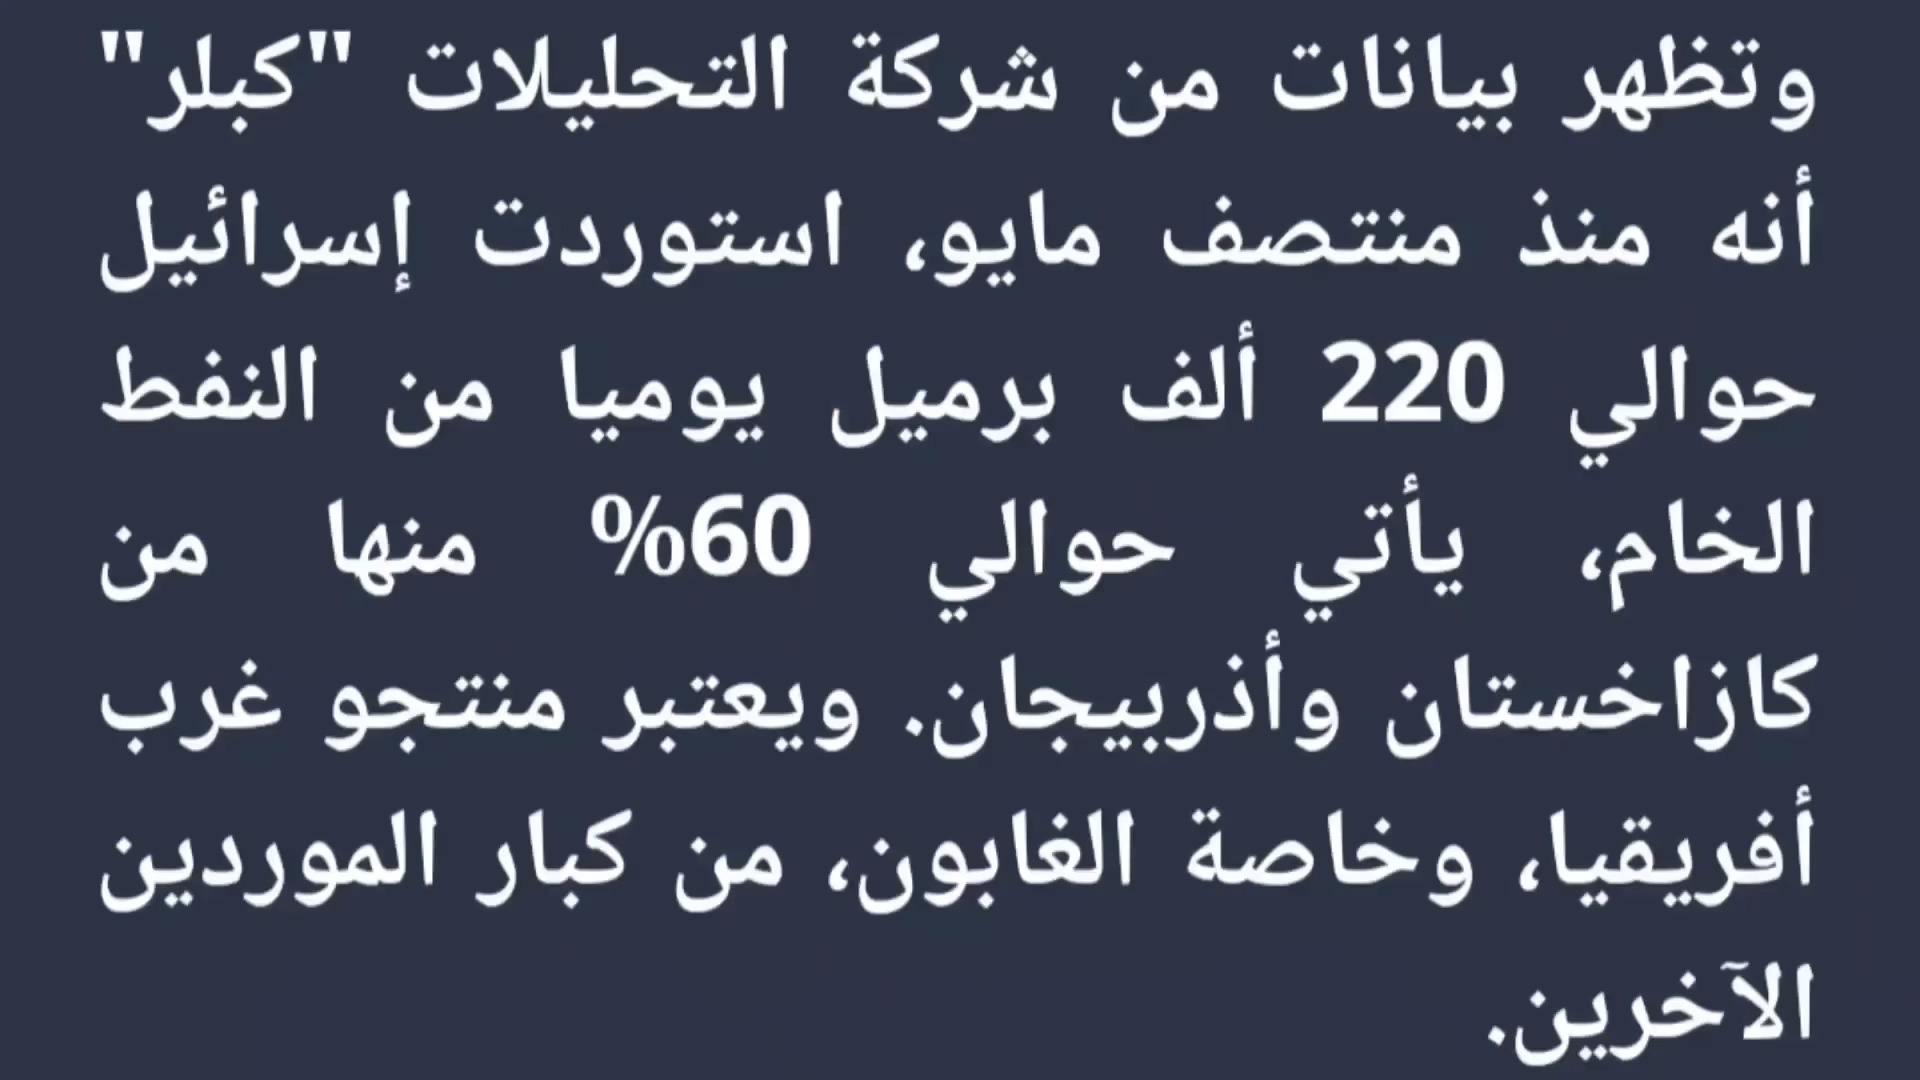 وتظهر بيانات من شركة التحليلات "كبلر"
أنه منذ منتصف مايو، استوردت إسرائيل
حوالي 220 ألف برميل يوميا من النفط
الخام، يأتي حوالي 60% منها من
كازاخستان وأذربيجان. ويعتبر منتجو غرب
أفريقيا، وخاصة الغابون، من كبار الموردين
الآخرين.